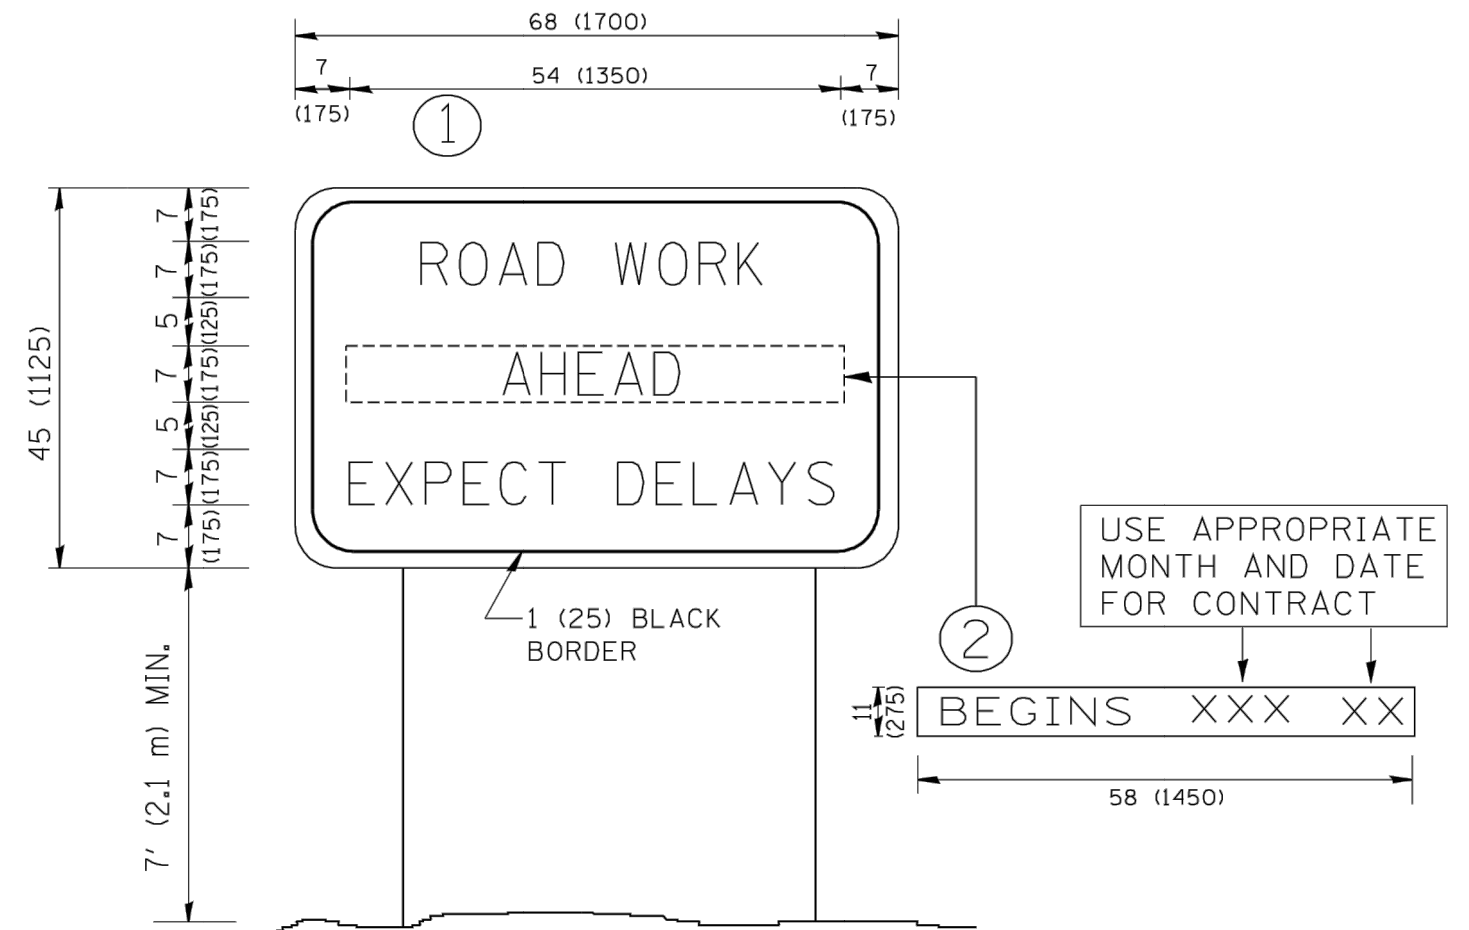 68 (1700)
7
54 (1350)
7
(175)
(175)
1
7
(175)
7
(175)
5
(125)
7
(175)
5
(125)
7
(175)
7
(175)
45 (1125)
ROAD WORK
AHEAD
EXPECT DELAYS
1 (25) BLACK
BORDER
7' (2.1 m) MIN.
USE APPROPRIATE
MONTH AND DATE
FOR CONTRACT
2
11
(275)
BEGINS XXX XX
58 (1450)